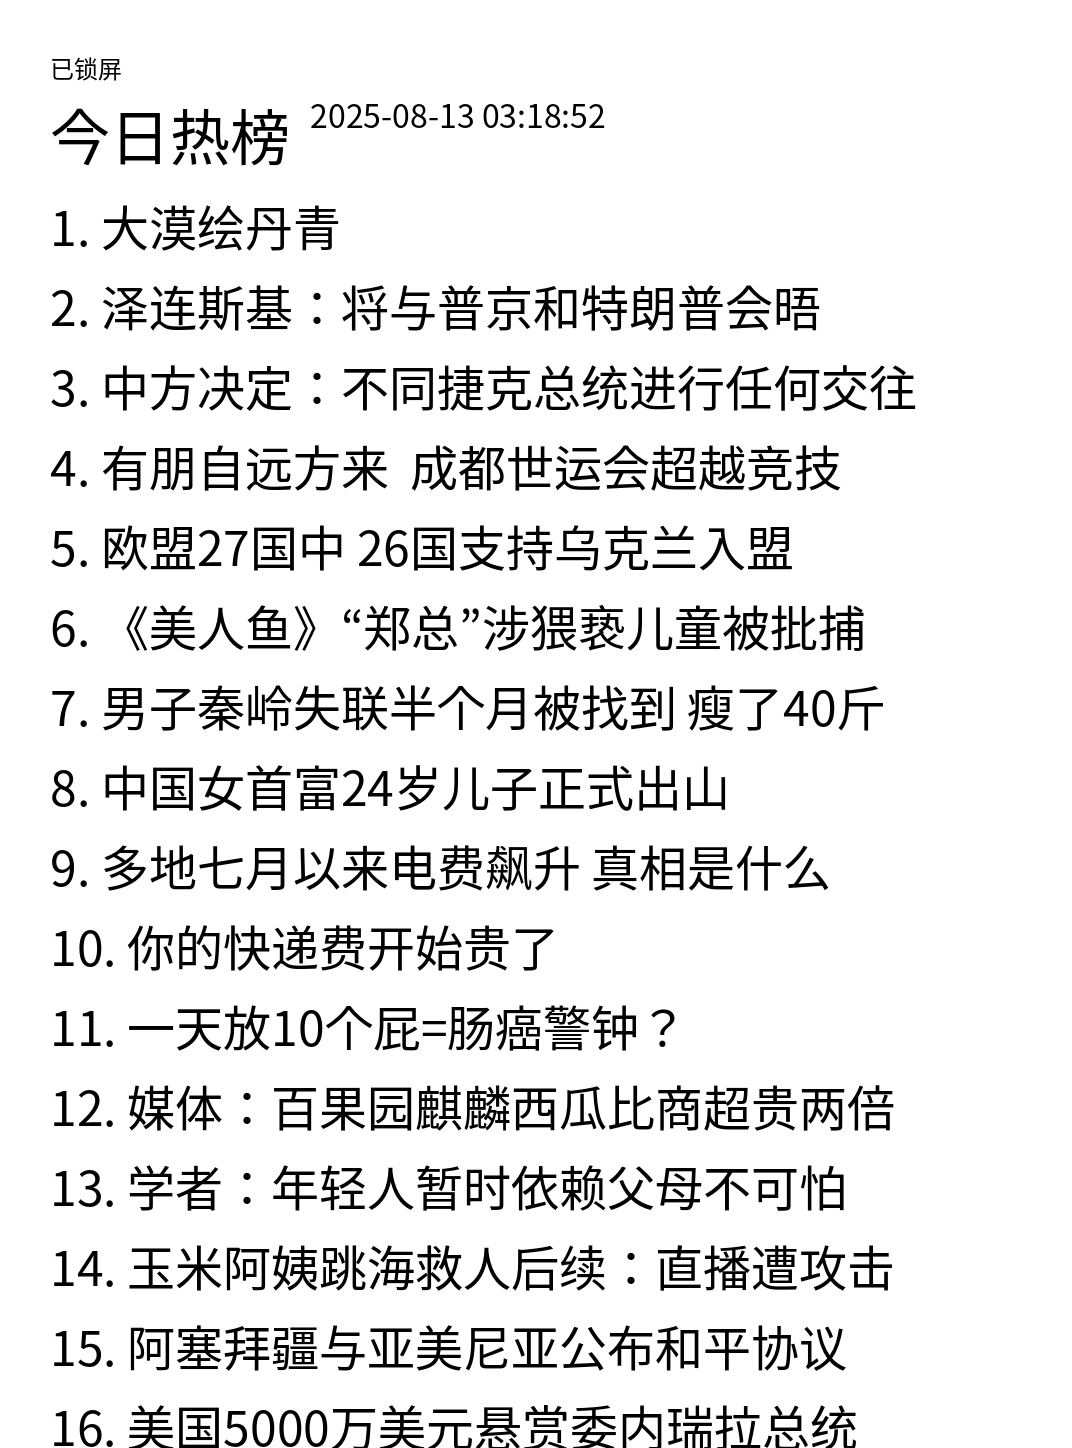 已锁屏
今日热榜 2025-08-13 03:18:52
1. 大漠绘丹青
2. 泽连斯基：将与普京和特朗普会晤
3. 中方决定：不同捷克总统进行任何交往
4. 有朋自远方来  成都世运会超越竞技
5. 欧盟27国中 26国支持乌克兰入盟
6. 《美人鱼》“郑总”涉猥亵儿童被批捕
7. 男子秦岭失联半个月被找到 瘦了40斤
8. 中国女首富24岁儿子正式出山
9. 多地七月以来电费飙升 真相是什么
10. 你的快递费开始贵了
11. 一天放10个屁=肠癌警钟？
12. 媒体：百果园麒麟西瓜比商超贵两倍
13. 学者：年轻人暂时依赖父母不可怕
14. 玉米阿姨跳海救人后续：直播遭攻击
15. 阿塞拜疆与亚美尼亚公布和平协议
16. 美国5000万美元悬赏委内瑞拉总统